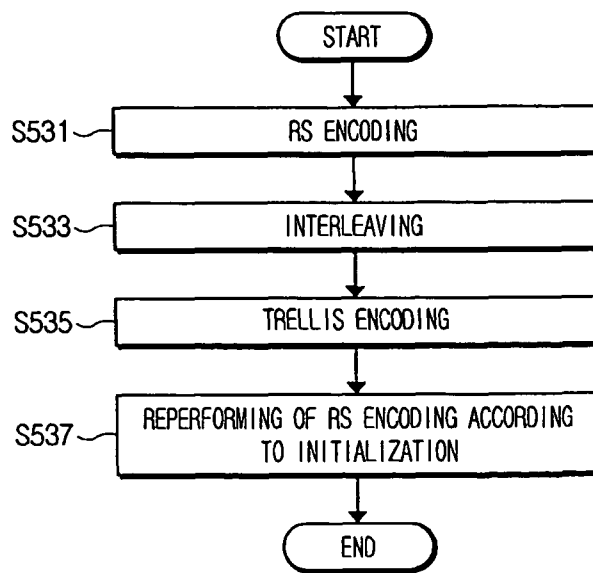 START
S531
RS ENCODING
S533
INTERLEAVING
S535
TRELLIS ENCODING
S537
REPERFORMING OF RS ENCODING ACCORDING
TO INITIALIZATION
END